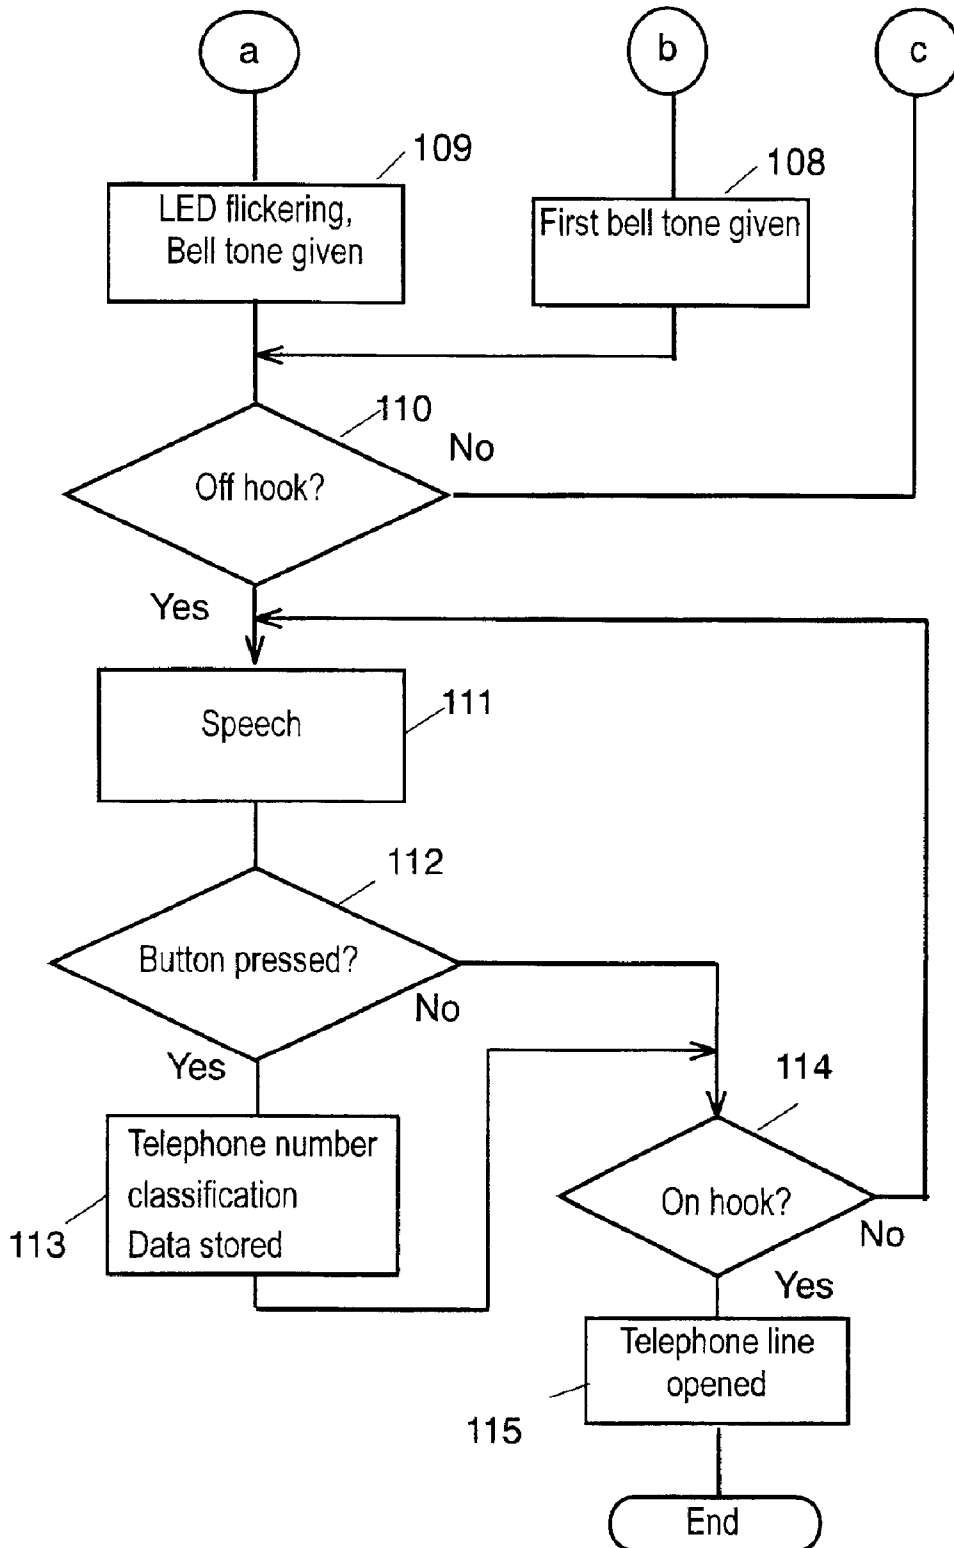 a
b
c
109
108
LED flickering,
Bell tone given
First bell tone given
110
No
Off hook?
Yes
111
Speech
112
Button pressed?
No
Yes
114
Telephone number
classification
Data stored
113
On hook?
No
Yes
Telephone line
opened
115
End